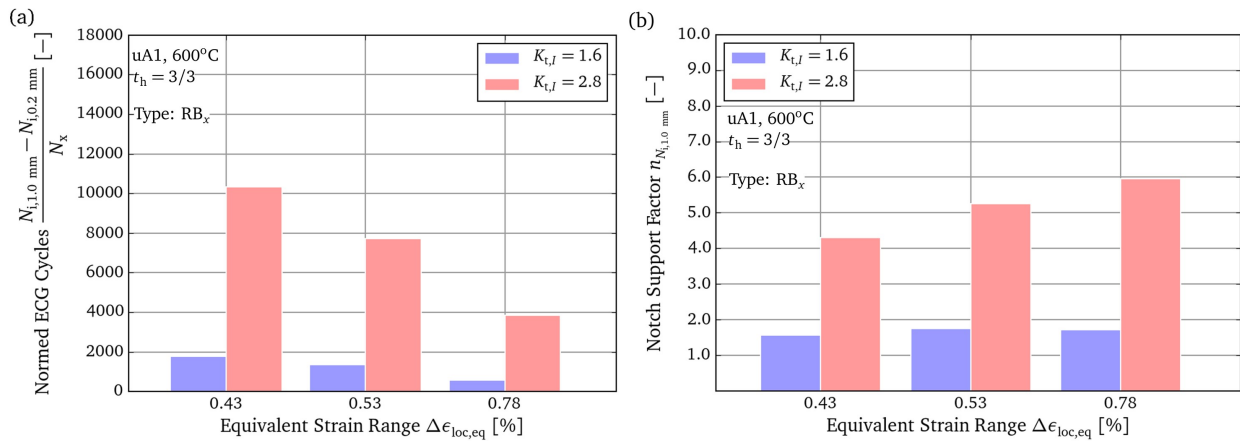 (a)
Normed ECG Cycles (N_i,1.0 mm − N_i,0.2 mm) / N_x [−]
18000
16000
14000
12000
10000
8000
6000
4000
2000
0
uA1, 600°C
t_h = 3/3
Type: RB_x
K_t,I = 1.6
K_t,I = 2.8
0.43 0.53 0.78
Equivalent Strain Range Δϵ_loc,eq [%]
(b)
Notch Support Factor n_N_i,1.0 mm [−]
10.0
9.0
8.0
7.0
6.0
5.0
4.0
3.0
2.0
1.0
uA1, 600°C
t_h = 3/3
Type: RB_x
K_t,I = 1.6
K_t,I = 2.8
0.43 0.53 0.78
Equivalent Strain Range Δϵ_loc,eq [%]